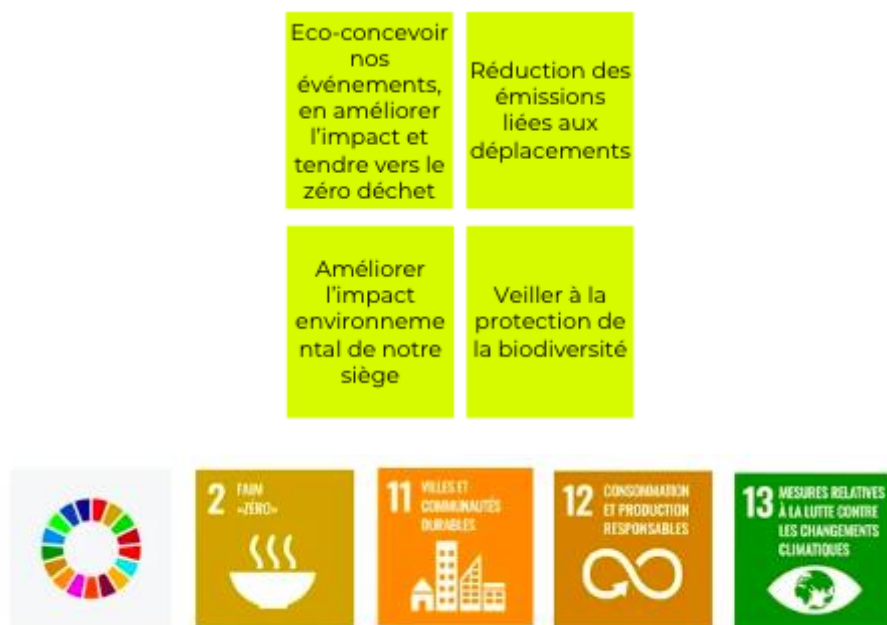 Eco-concevoir
nos
événements,
en améliorer
l'impact et
tendre vers le
zéro déchet
Réduction des
émissions
liées aux
déplacements
Améliorer
l'impact
environneme
ntal de notre
siège
Veiller à la
protection de
la biodiversité
2 FAIM
«ZÉRO»
11 VILLES ET
COMMUNAUTÉS
DURABLES
12 CONSOMMATION
ET PRODUCTION
RESPONSABLES
13 MESURES RELATIVES
À LA LUTTE CONTRE
LES CHANGEMENTS
CLIMATIQUES